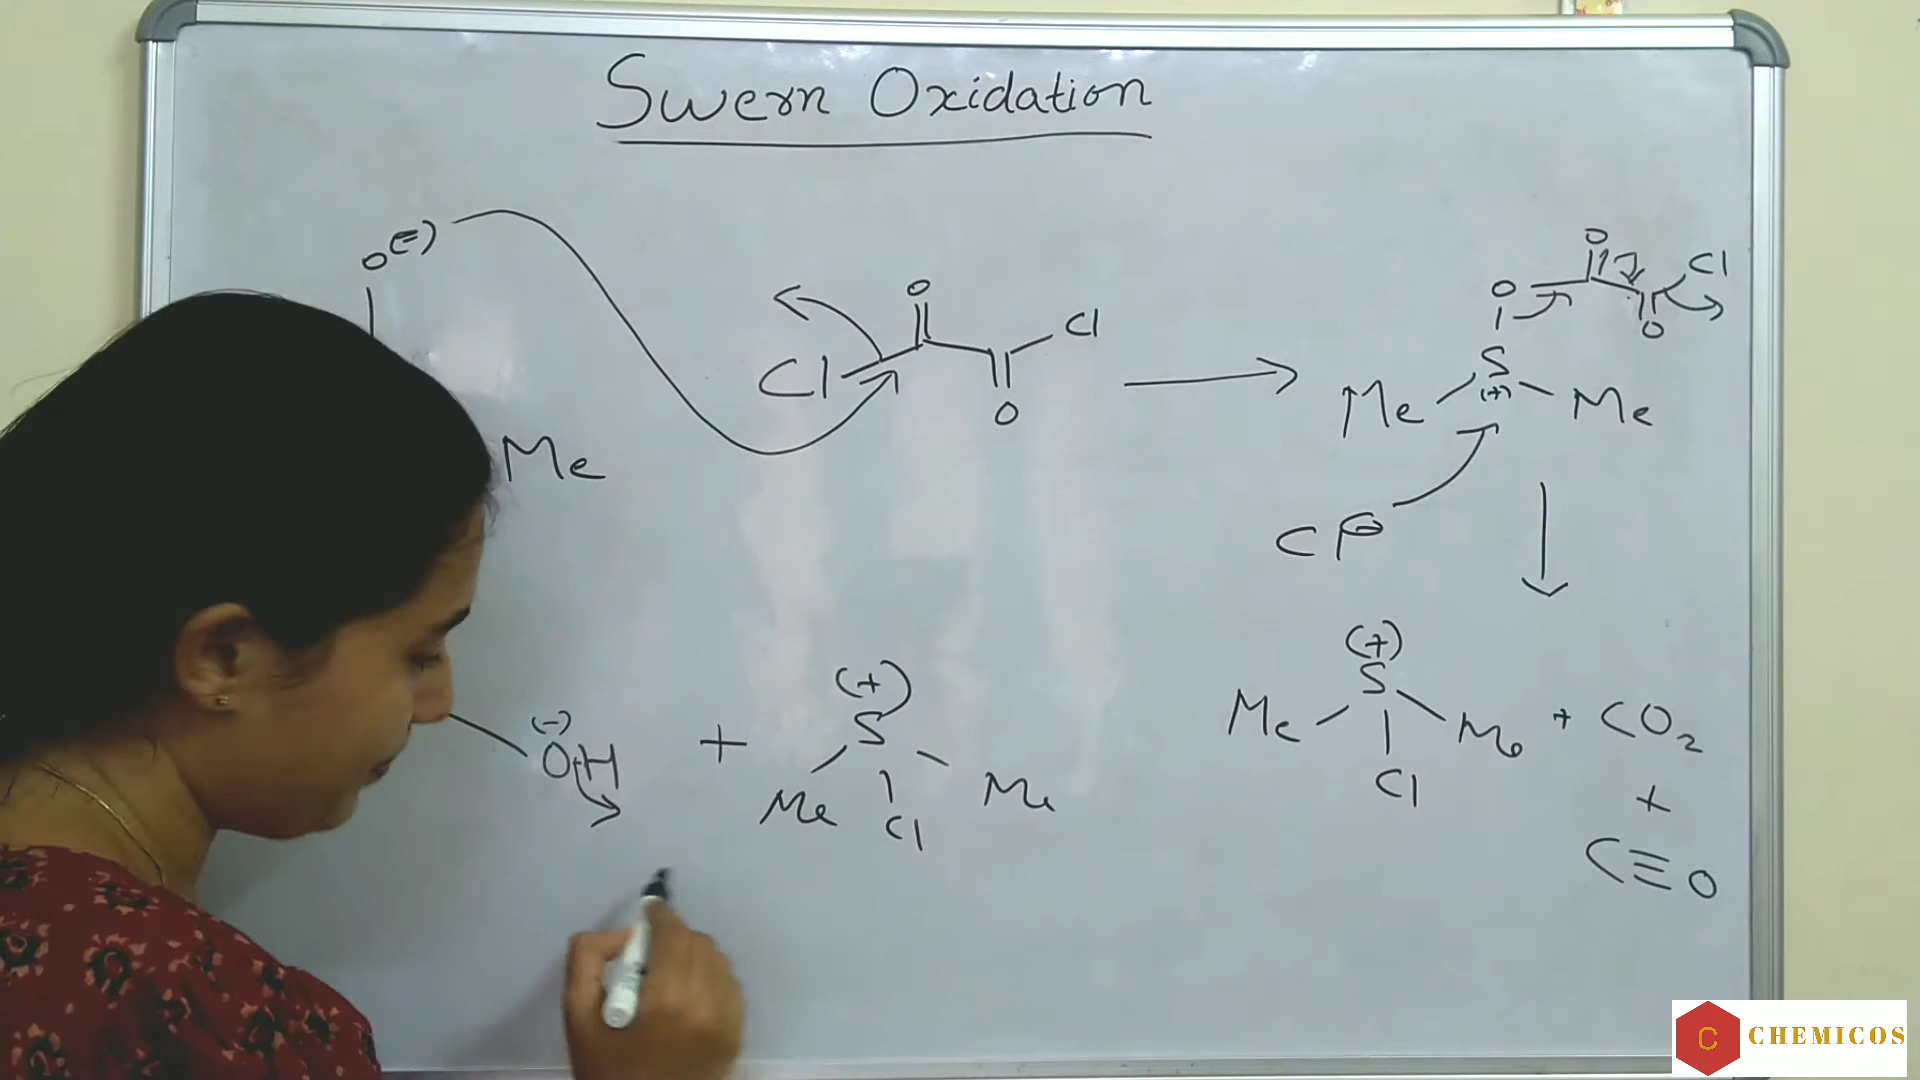 Swern Oxidation
O(-)
Me
Cl
O
O
Cl
O
O
Cl
O
S
(+)
Me
Me
Cl⊖
(-)
OH
+
(+)
S
Me
Me
Cl
(+)
S
Me
Me
Cl
+ CO2
+
C≡O
C CHEMICOS